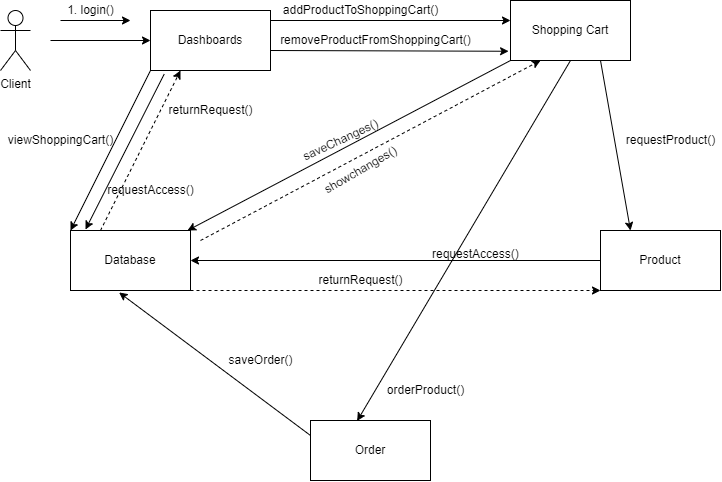 1. login()
addProductToShoppingCart()
Dashboards
removeProductFromShoppingCart()
Shopping Cart
Client
returnRequest()
viewShoppingCart()
saveChanges()
showchanges()
requestProduct()
requestAccess()
Database
requestAccess()
Product
returnRequest()
saveOrder()
orderProduct()
Order